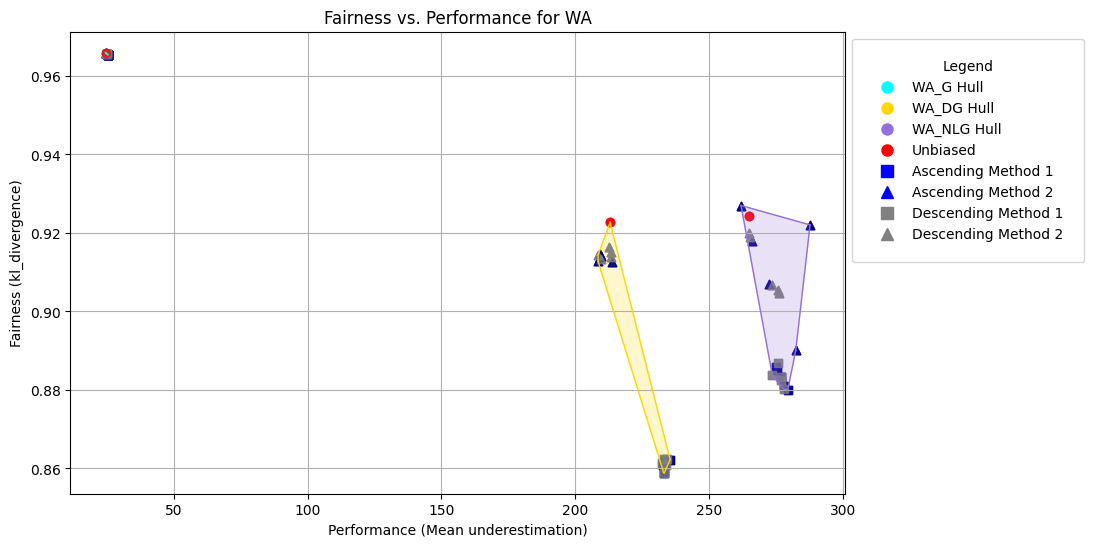 Fairness vs. Performance for WA
Fairness (kl_divergence)
0.96
0.94
0.92
0.90
0.88
0.86
50
100
150
200
250
300
Performance (Mean underestimation)
Legend
WA_G Hull
WA_DG Hull
WA_NLG Hull
Unbiased
Ascending Method 1
Ascending Method 2
Descending Method 1
Descending Method 2